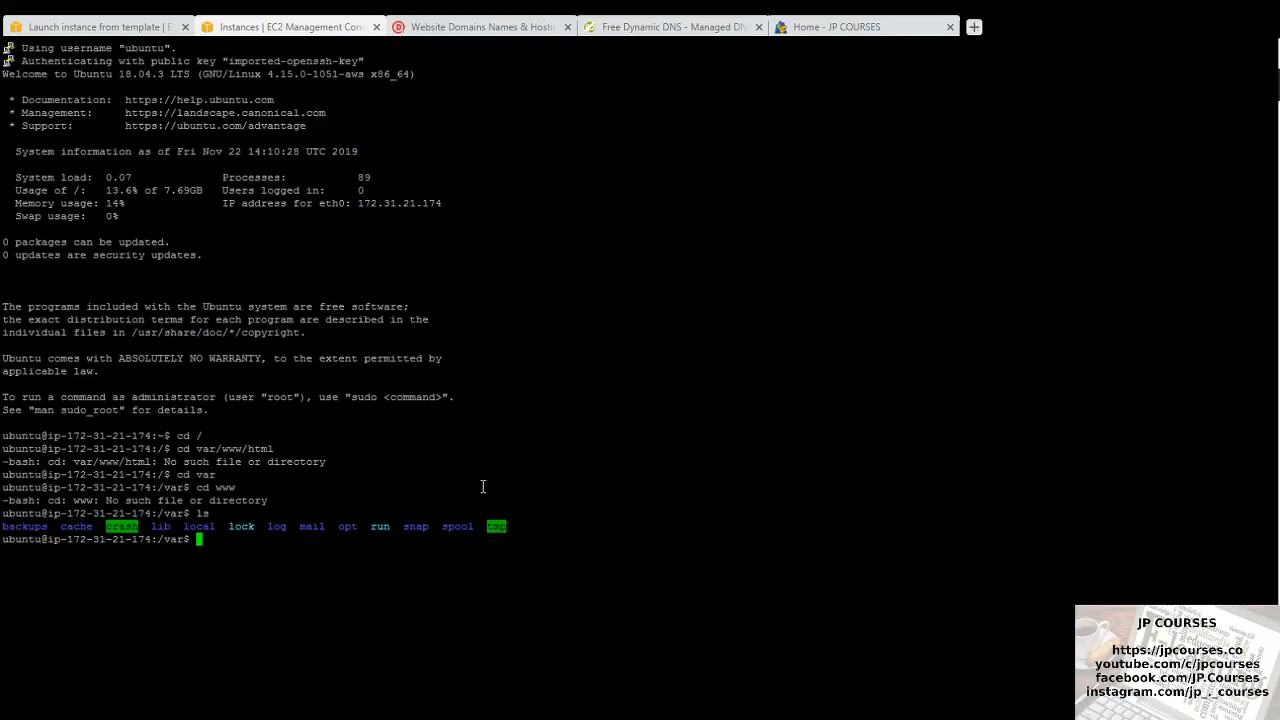 Launch instance from template | E
Instances | EC2 Management Con
Website Domains Names & Hosti
Free Dynamic DNS - Managed DN
Home - JP COURSES
Using username "ubuntu".
Authenticating with public key "imported-openssh-key"
Welcome to Ubuntu 18.04.3 LTS (GNU/Linux 4.15.0-1051-aws x86_64)
* Documentation: https://help.ubuntu.com
* Management: https://landscape.canonical.com
* Support: https://ubuntu.com/advantage
System information as of Fri Nov 22 14:10:28 UTC 2019
System load: 0.07 Processes: 89
Usage of /: 13.6% of 7.69GB Users logged in: 0
Memory usage: 14% IP address for eth0: 172.31.21.174
Swap usage: 0%
0 packages can be updated.
0 updates are security updates.
The programs included with the Ubuntu system are free software;
the exact distribution terms for each program are described in the
individual files in /usr/share/doc/*/copyright.
Ubuntu comes with ABSOLUTELY NO WARRANTY, to the extent permitted by
applicable law.
To run a command as administrator (user "root"), use "sudo <command>".
See "man sudo_root" for details.
ubuntu@ip-172-31-21-174:~$ cd /
ubuntu@ip-172-31-21-174:/$ cd var/www/html
-bash: cd: var/www/html: No such file or directory
ubuntu@ip-172-31-21-174:/$ cd var
ubuntu@ip-172-31-21-174:/var$ cd www
-bash: cd: www: No such file or directory
ubuntu@ip-172-31-21-174:/var$ ls
backups cache crash lib local lock log mail opt run snap spool tmp
ubuntu@ip-172-31-21-174:/var$
JP COURSES
https://jpcourses.co
youtube.com/c/jpcourses
facebook.com/JP.Courses
instagram.com/jp_._courses